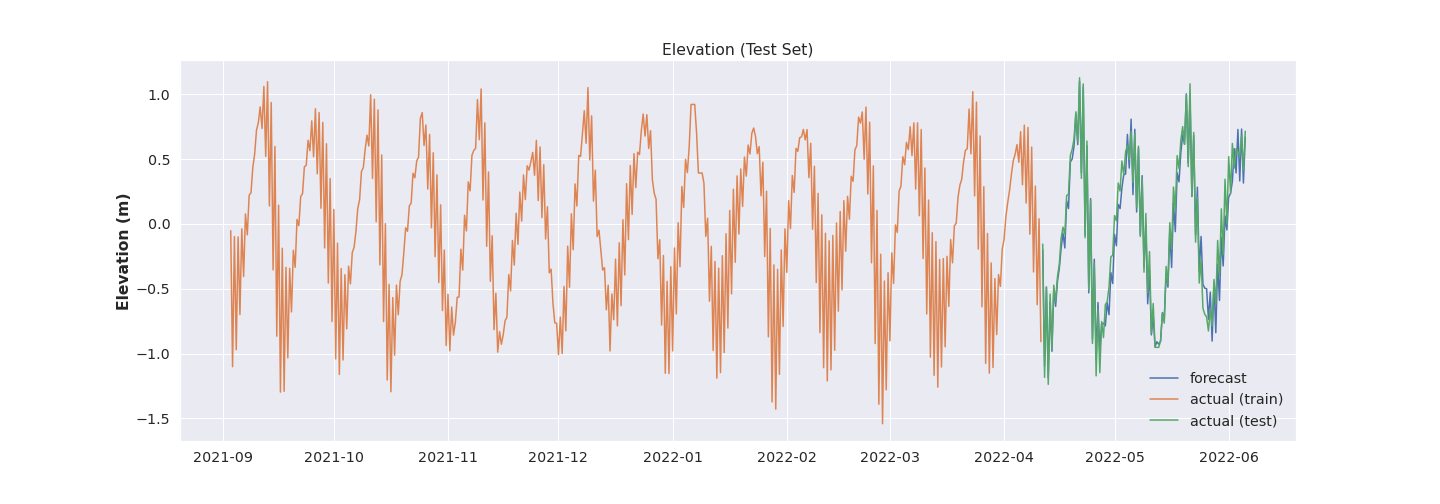 Elevation (Test Set)
Elevation (m)
1.0
0.5
0.0
−0.5
−1.0
−1.5
2021-09 2021-10 2021-11 2021-12 2022-01 2022-02 2022-03 2022-04 2022-05 2022-06
forecast
actual (train)
actual (test)